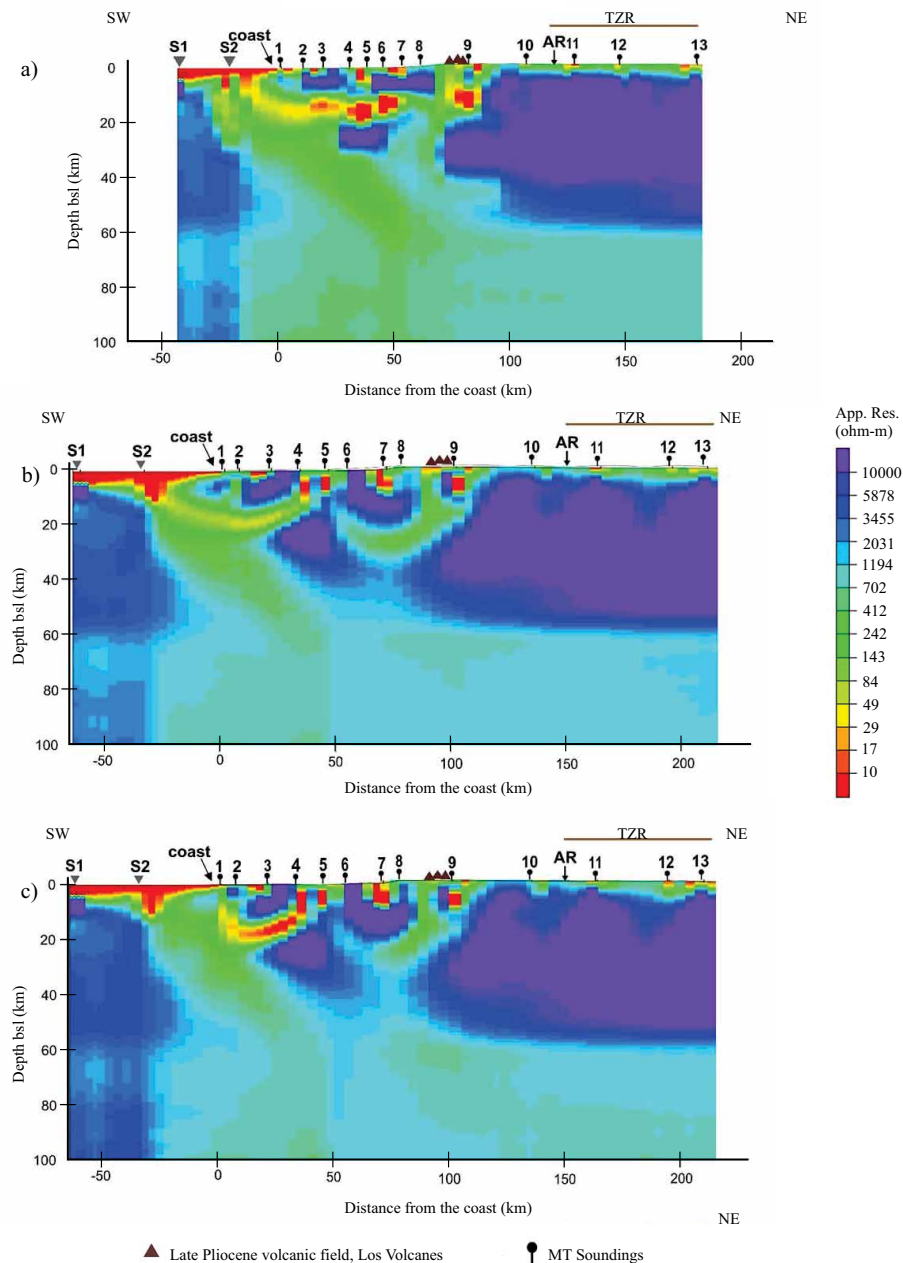 SW TZR NE
a) S1 S2 coast 1 2 3 4 5 6 7 8 9 10 AR 11 12 13
0
20
40
60
80
100
Depth bsl (km)
-50 0 50 100 150 200
Distance from the coast (km)
SW TZR NE
b) S1 S2 coast 1 2 3 4 5 6 7 8 9 10 AR 11 12 13
0
20
40
60
80
100
Depth bsl (km)
-50 0 50 100 150 200
Distance from the coast (km)
App. Res.
(ohm-m)
10000
5878
3455
2031
1194
702
412
242
143
84
49
29
17
10
SW TZR NE
c) S1 S2 coast 1 2 3 4 5 6 7 8 9 10 AR 11 12 13
0
20
40
60
80
100
Depth bsl (km)
-50 0 50 100 150 200
Distance from the coast (km)
NE
Late Pliocene volcanic field, Los Volcanes MT Soundings